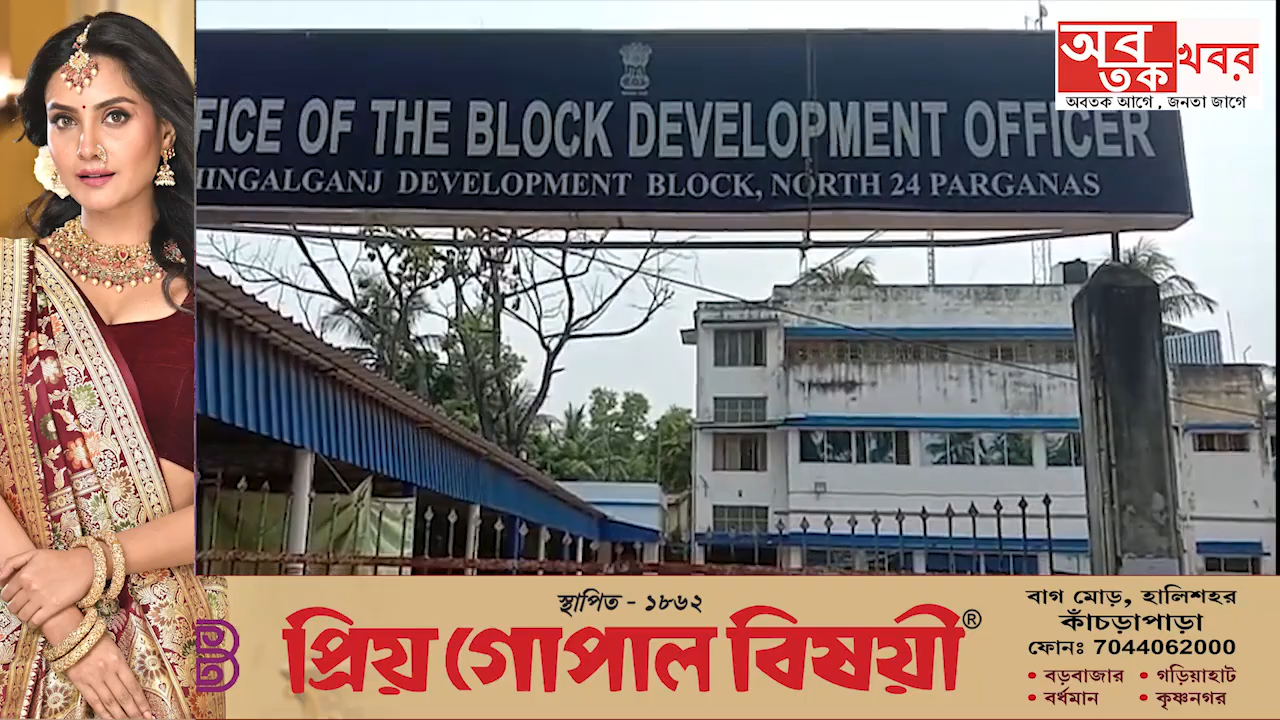 অব
তক
খবর
অবতক আগে , জনতা জাগে
FICE OF THE BLOCK DEVELOPMENT OFFICER
HINGALGANJ DEVELOPMENT BLOCK, NORTH 24 PARGANAS
স্থাপিত - ১৮৬২
প্রিয় গোপাল বিষয়ী®
বাগ মোড়, হালিশহর
কাঁচড়াপাড়া
ফোনঃ 7044062000
• বড়বাজার • গড়িয়াহাট
• বর্ধমান • কৃষ্ণনগর